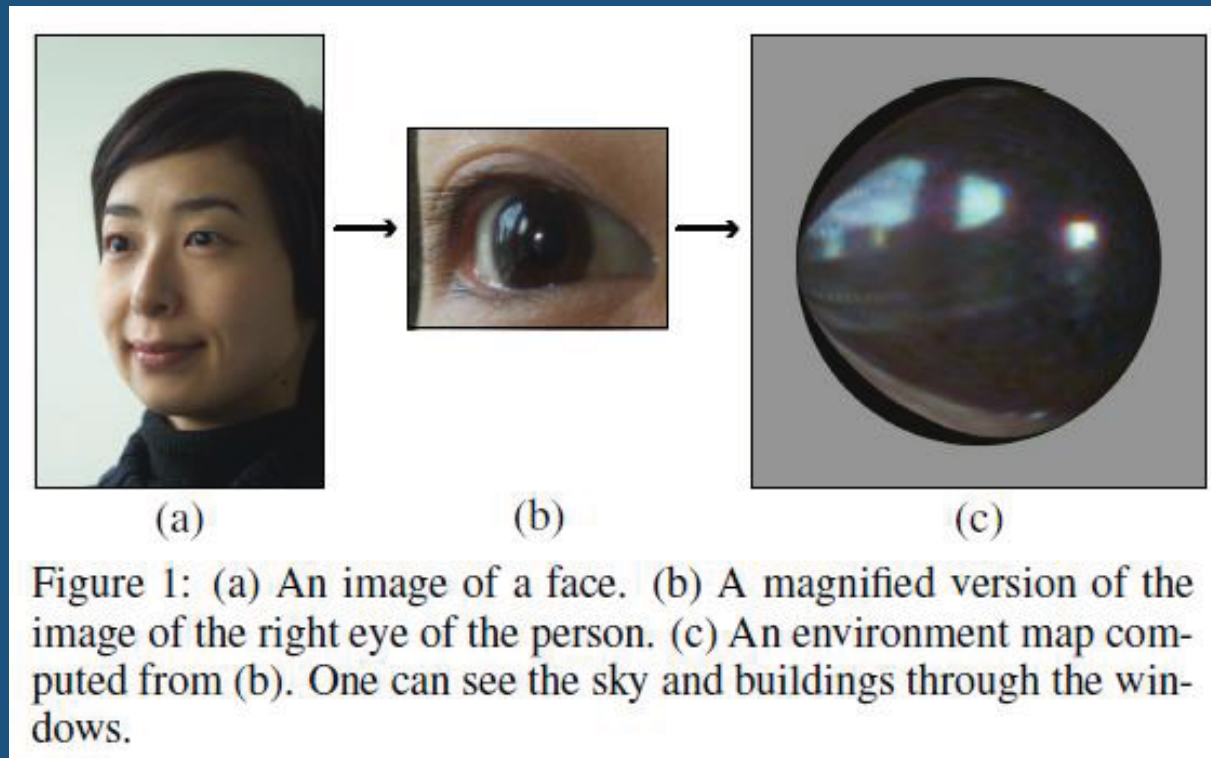 (a)
(b)
(c)
Figure 1: (a) An image of a face. (b) A magnified version of the
image of the right eye of the person. (c) An environment map com-
puted from (b). One can see the sky and buildings through the win-
dows.